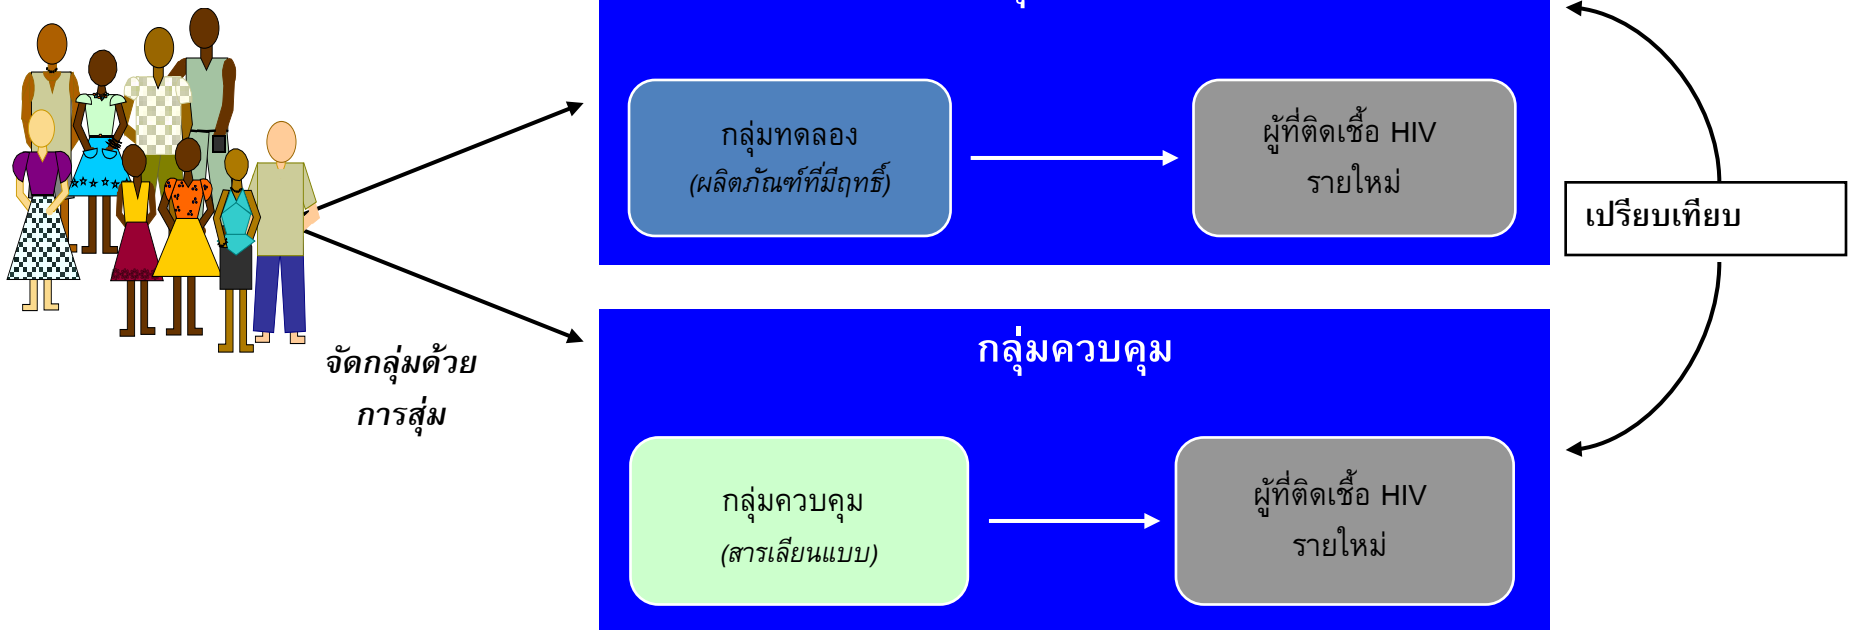 กลุ่มทดลอง
(ผลิตภัณฑ์ที่มีฤทธิ์)
ผู้ที่ติดเชื้อ HIV
รายใหม่
เปรียบเทียบ
จัดกลุ่มด้วย
การสุ่ม
กลุ่มควบคุม
กลุ่มควบคุม
(สารเลียนแบบ)
ผู้ที่ติดเชื้อ HIV
รายใหม่